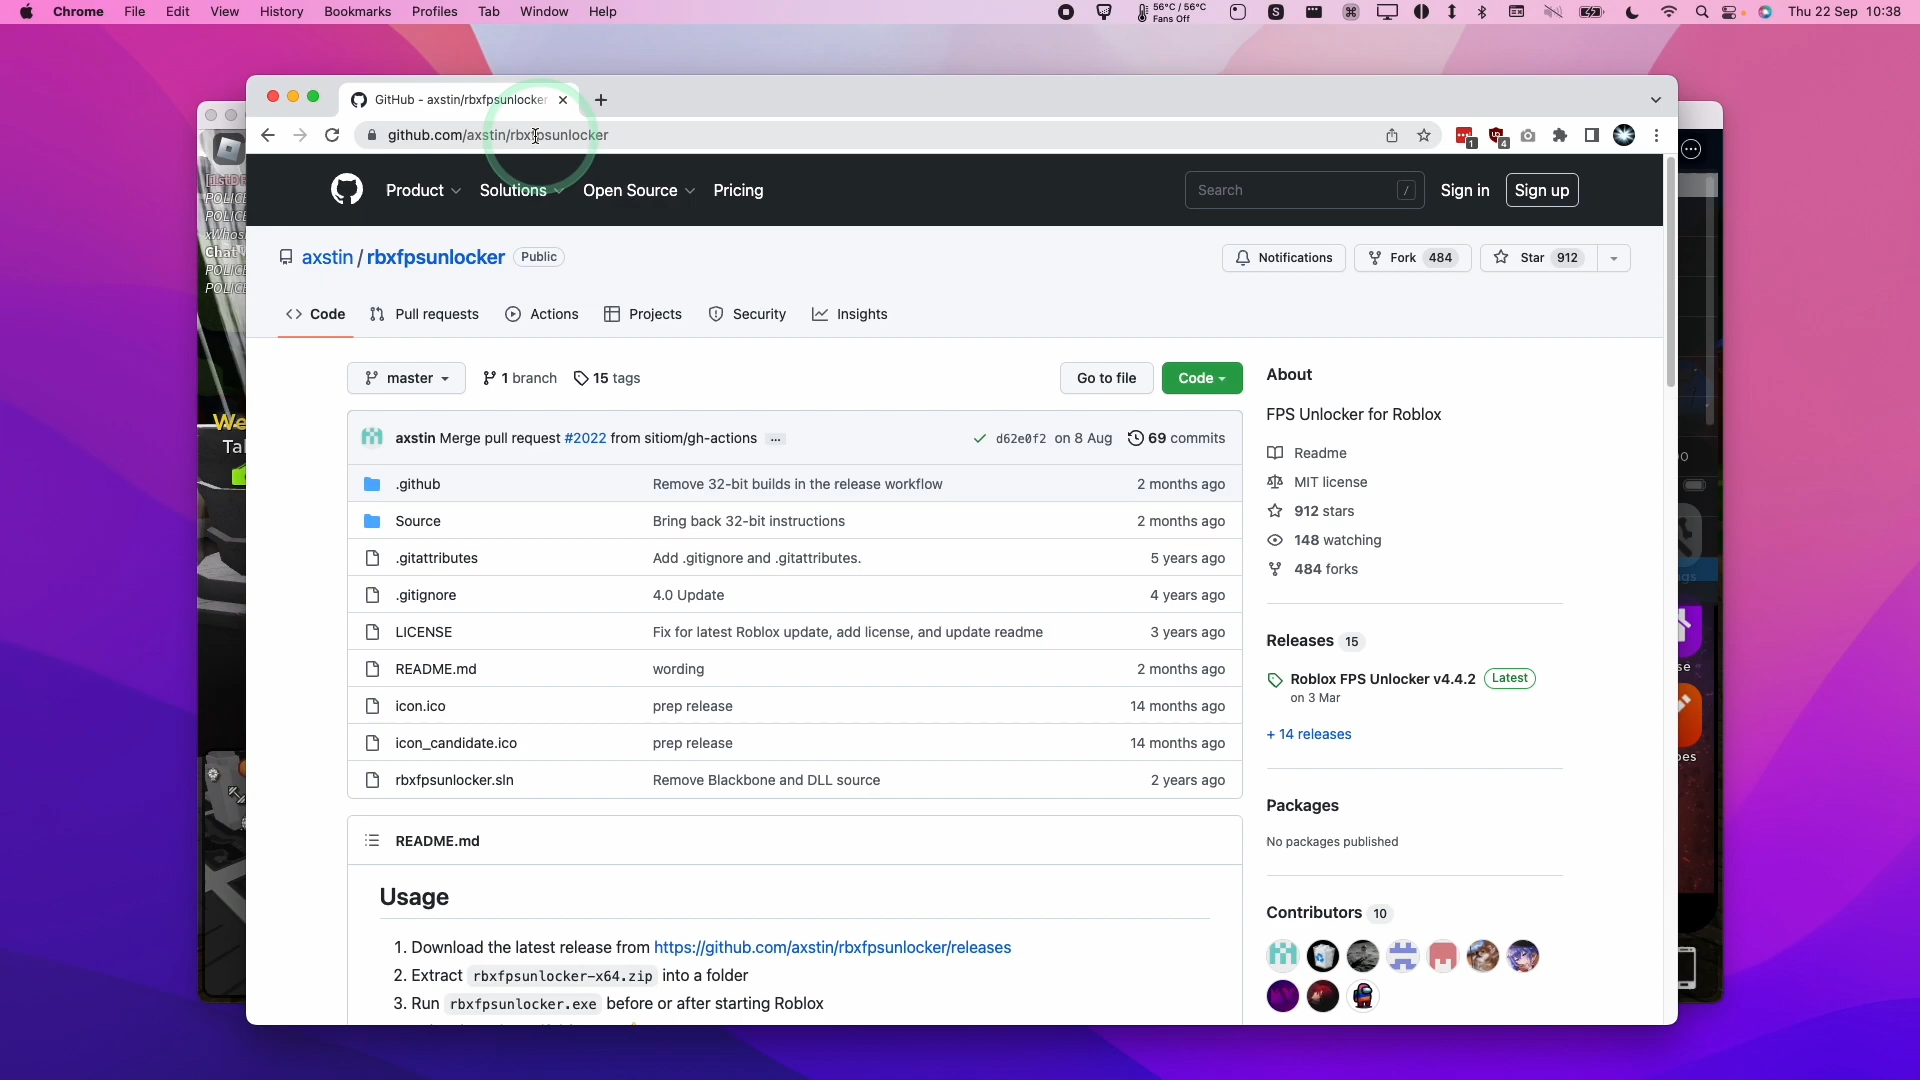 Chrome File Edit View History Bookmarks Profiles Tab Window Help
56°C / 56°C
Fans Off
Thu 22 Sep 10:38
GitHub - axstin/rbxfpsunlocker
github.com/axstin/rbxfpsunlocker
1
4
Product Solutions Open Source Pricing
Search /
Sign in
Sign up
axstin / rbxfpsunlocker Public
Notifications
Fork 484
Star 912
Code Pull requests Actions Projects Security Insights
master 1 branch 15 tags
Go to file
Code
About
FPS Unlocker for Roblox
axstin Merge pull request #2022 from sitiom/gh-actions ... d62e0f2 on 8 Aug 69 commits
.github Remove 32-bit builds in the release workflow 2 months ago
Source Bring back 32-bit instructions 2 months ago
.gitattributes Add .gitignore and .gitattributes. 5 years ago
.gitignore 4.0 Update 4 years ago
LICENSE Fix for latest Roblox update, add license, and update readme 3 years ago
README.md wording 2 months ago
icon.ico prep release 14 months ago
icon_candidate.ico prep release 14 months ago
rbxfpsunlocker.sln Remove Blackbone and DLL source 2 years ago
Readme
MIT license
912 stars
148 watching
484 forks
Releases 15
Roblox FPS Unlocker v4.4.2 Latest
on 3 Mar
+ 14 releases
Packages
No packages published
Contributors 10
README.md
Usage
1. Download the latest release from https://github.com/axstin/rbxfpsunlocker/releases
2. Extract rbxfpsunlocker-x64.zip into a folder
3. Run rbxfpsunlocker.exe before or after starting Roblox
POLICE
POLICE
xWhos
Chat
POLICE
POLICE
We
Tal